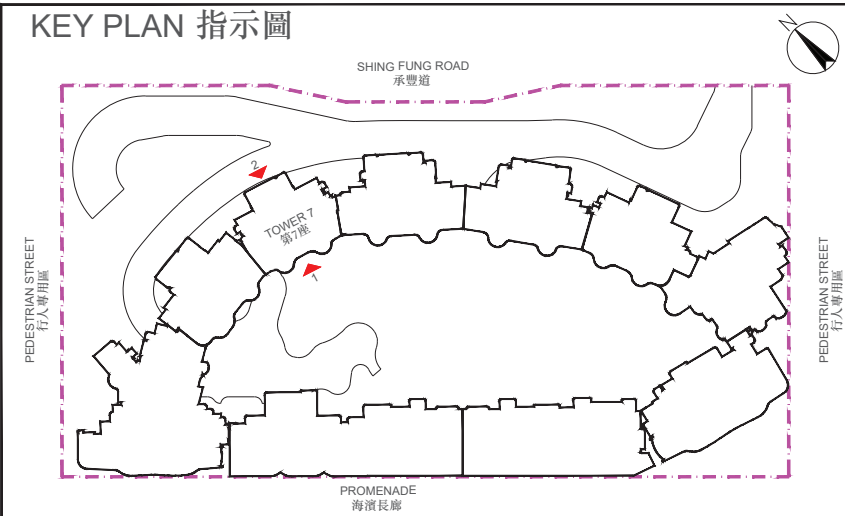 KEY PLAN 指示圖
N
SHING FUNG ROAD
承豐道
2
TOWER 7
第7座
1
PEDESTRIAN STREET
行人專用區
PEDESTRIAN STREET
行人專用區
PROMENADE
海濱長廊